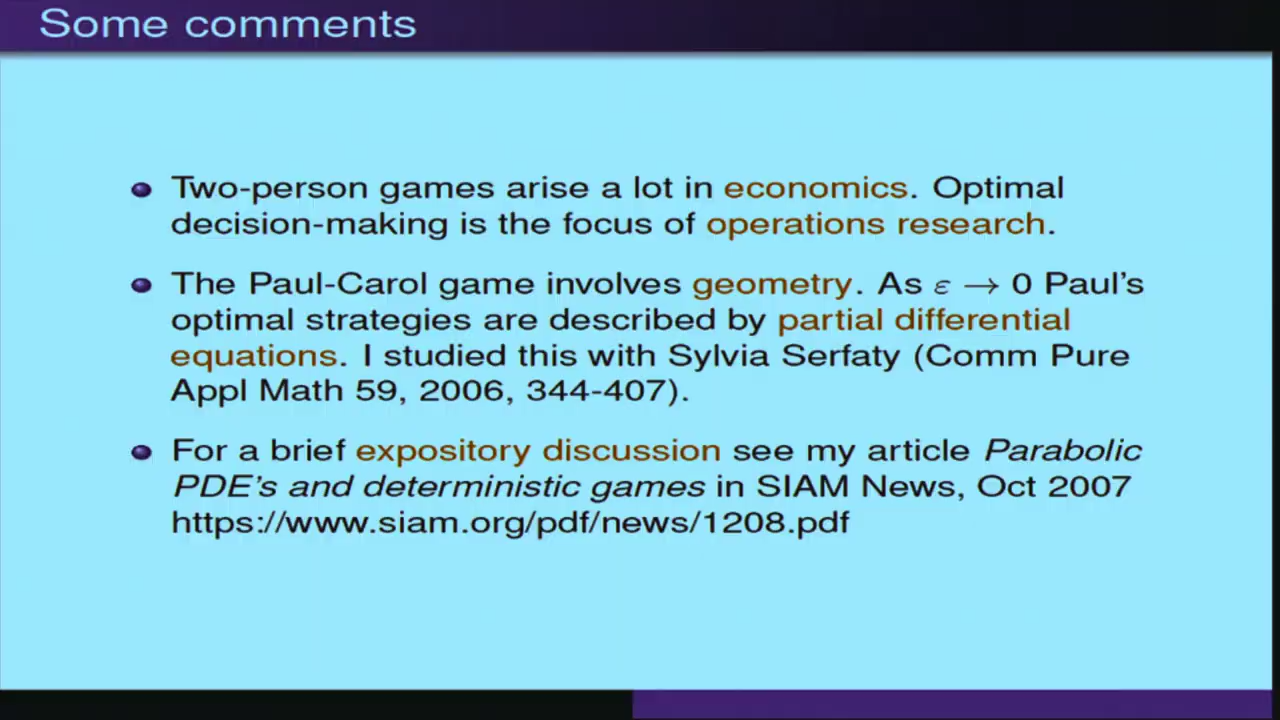 Some comments
Two-person games arise a lot in economics. Optimal
decision-making is the focus of operations research.
The Paul-Carol game involves geometry. As ε → 0 Paul's
optimal strategies are described by partial differential
equations. I studied this with Sylvia Serfaty (Comm Pure
Appl Math 59, 2006, 344-407).
For a brief expository discussion see my article Parabolic
PDE's and deterministic games in SIAM News, Oct 2007
https://www.siam.org/pdf/news/1208.pdf